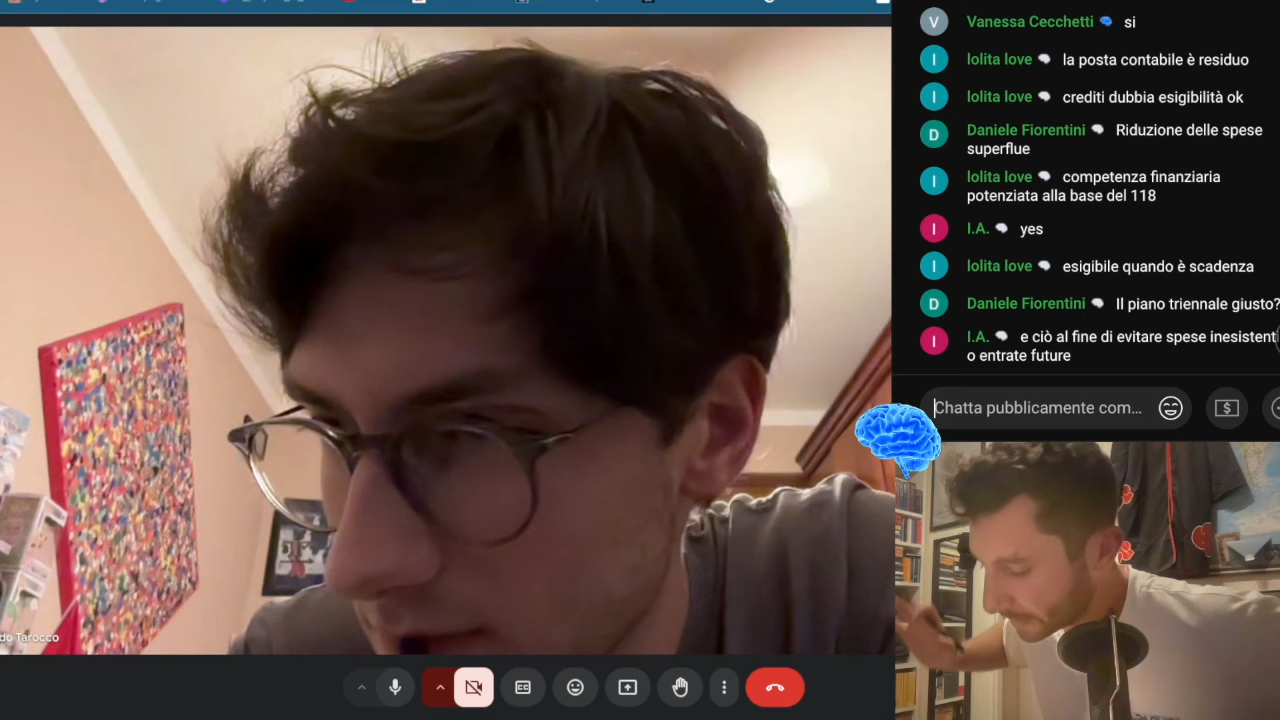 V Vanessa Cecchetti si
I lolita love la posta contabile è residuo
I lolita love crediti dubbia esigibilità ok
D Daniele Fiorentini Riduzione delle spese
superflue
I lolita love competenza finanziaria
potenziata alla base del 118
I I.A. yes
I lolita love esigibile quando è scadenza
D Daniele Fiorentini Il piano triennale giusto?
I I.A. e ciò al fine di evitare spese inesistenti
o entrate future
Chatta pubblicamente com...
do Tarocco